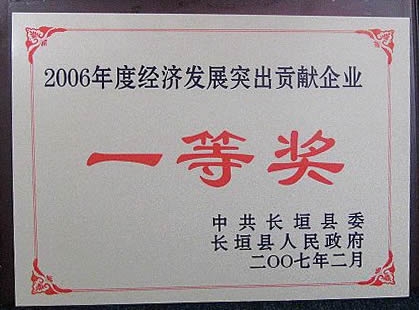 2006年度经济发展突出贡献企业
一等奖
中共长垣县委
长垣县人民政府
二〇〇七年二月